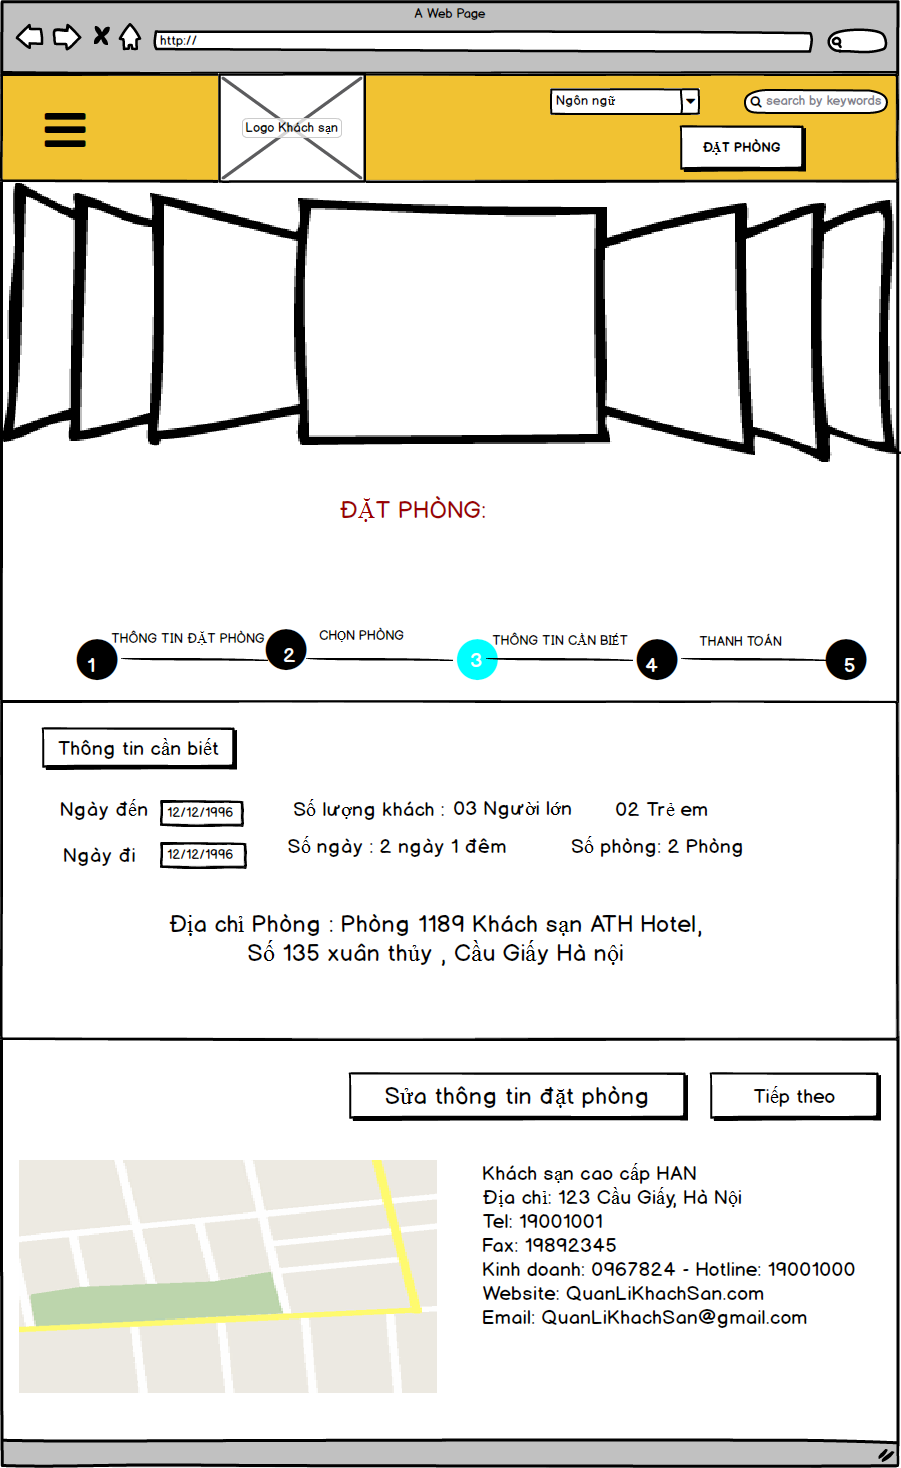 A Web Page
http://
Ngôn ngữ
search by keywords
Logo Khách sạn
ĐẶT PHÒNG
ĐẶT PHÒNG:
THÔNG TIN ĐẶT PHÒNG
CHỌN PHÒNG
THÔNG TIN CẦN BIẾT
THANH TOÁN
1
2
3
4
5
Thông tin cần biết
Ngày đến
12/12/1996
Số lượng khách :
03 Người lớn
02 Trẻ em
Ngày đi
12/12/1996
Số ngày : 2 ngày 1 đêm
Số phòng: 2 Phòng
Địa chỉ Phòng : Phòng 1189 Khách sạn ATH Hotel,
Số 135 xuân thủy , Cầu Giấy Hà nội
Sửa thông tin đặt phòng
Tiếp theo
Khách sạn cao cấp HAN
Địa chỉ: 123 Cầu Giấy, Hà Nội
Tel: 19001001
Fax: 19892345
Kinh doanh: 0967824 - Hotline: 19001000
Website: QuanLiKhachSan.com
Email: QuanLiKhachSan@gmail.com